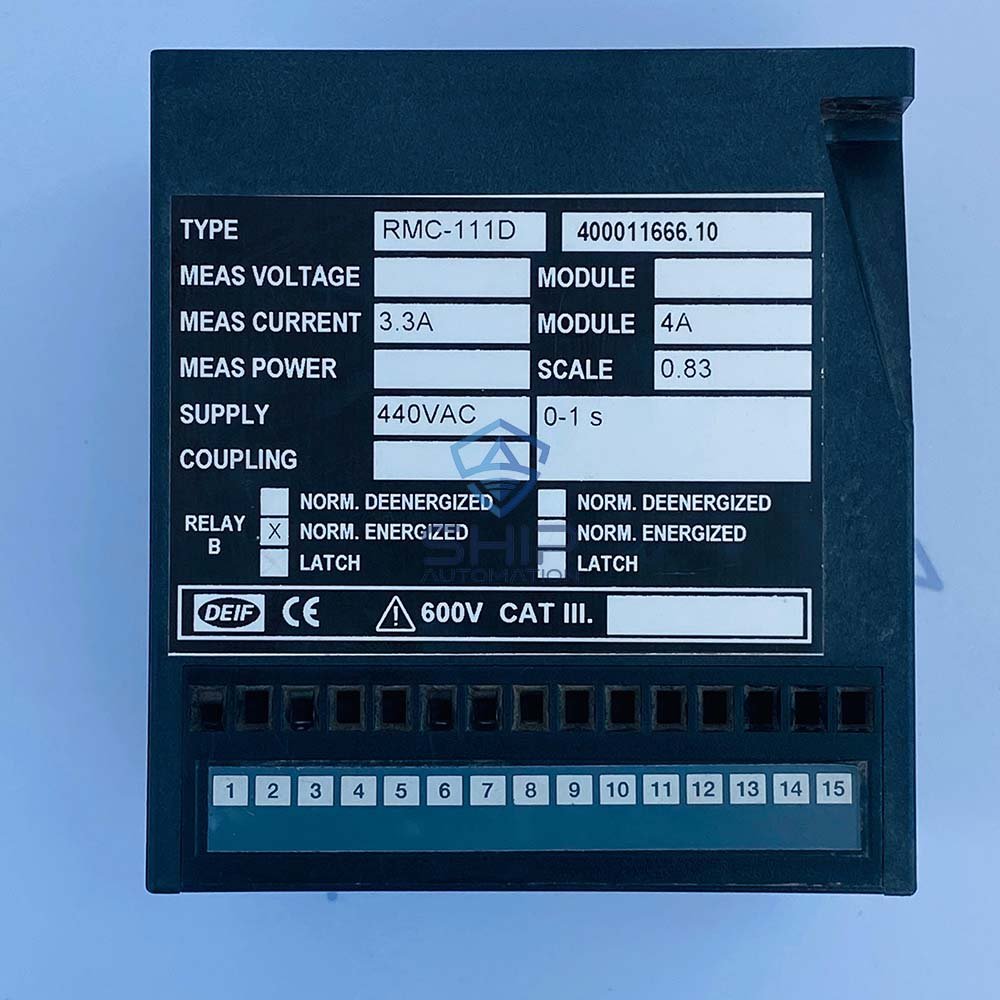 TYPE RMC-111D 400011666.10
MEAS VOLTAGE MODULE
MEAS CURRENT 3.3A MODULE 4A
MEAS POWER SCALE 0.83
SUPPLY 440VAC 0-1 s
COUPLING
NORM. DEENERGIZED NORM. DEENERGIZED
RELAY B X NORM. ENERGIZED NORM. ENERGIZED
LATCH LATCH
SHIP
AUTOMATION
DEIF CE 600V CAT III.
1 2 3 4 5 6 7 8 9 10 11 12 13 14 15